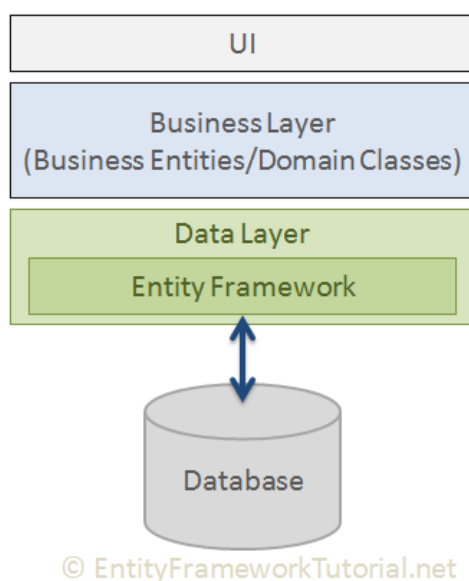 UI
Business Layer
(Business Entities/Domain Classes)
Data Layer
Entity Framework
Database
© EntityFrameworkTutorial.net